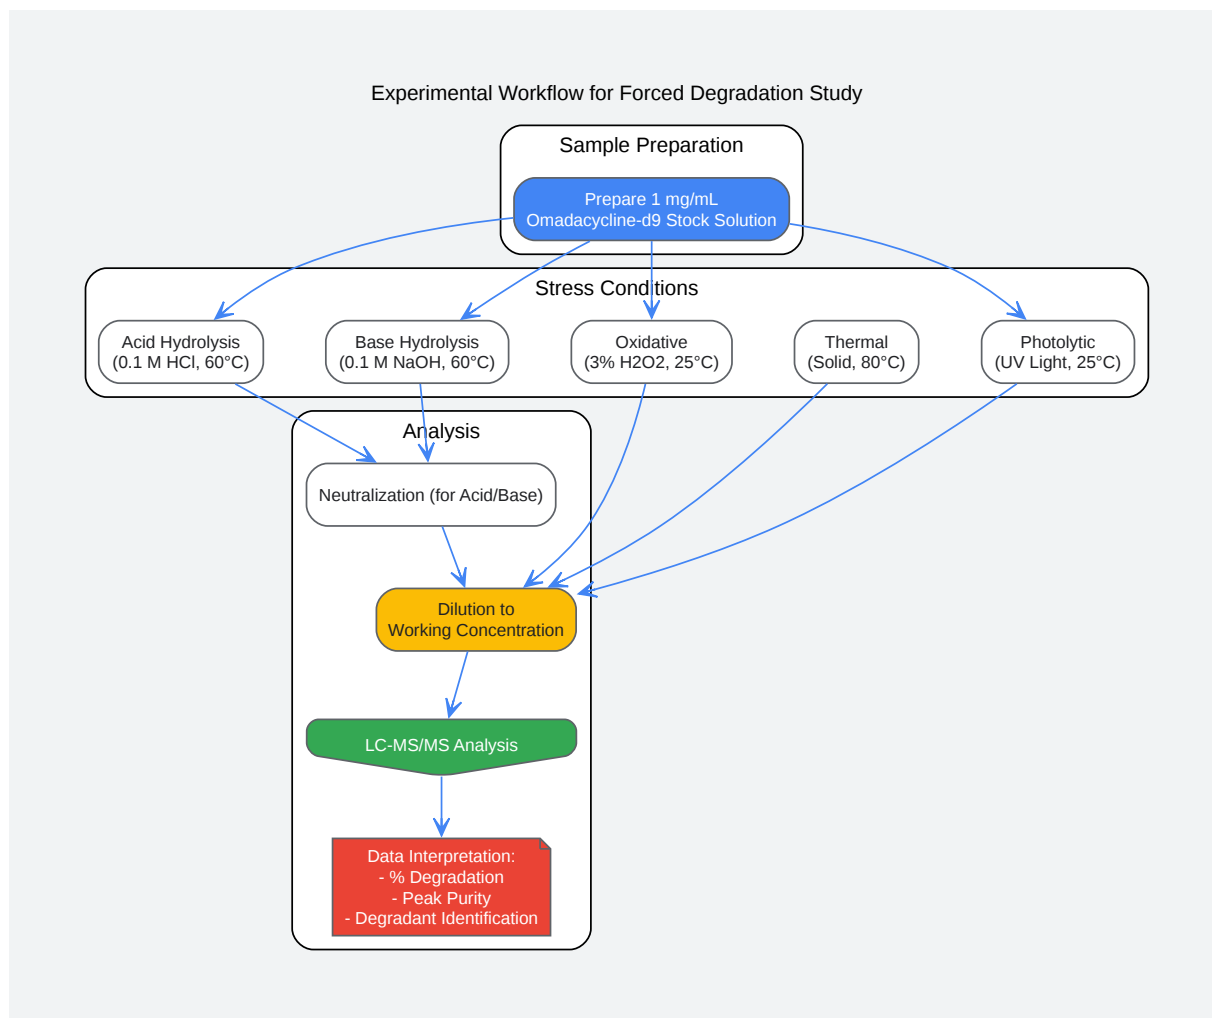 Experimental Workflow for Forced Degradation Study
Sample Preparation
Prepare 1 mg/mL
Omadacycline-d9 Stock Solution
Stress Conditions
Acid Hydrolysis
(0.1 M HCl, 60°C)
Base Hydrolysis
(0.1 M NaOH, 60°C)
Oxidative
(3% H2O2, 25°C)
Thermal
(Solid, 80°C)
Photolytic
(UV Light, 25°C)
Analysis
Neutralization (for Acid/Base)
Dilution to
Working Concentration
LC-MS/MS Analysis
Data Interpretation:
- % Degradation
- Peak Purity
- Degradant Identification